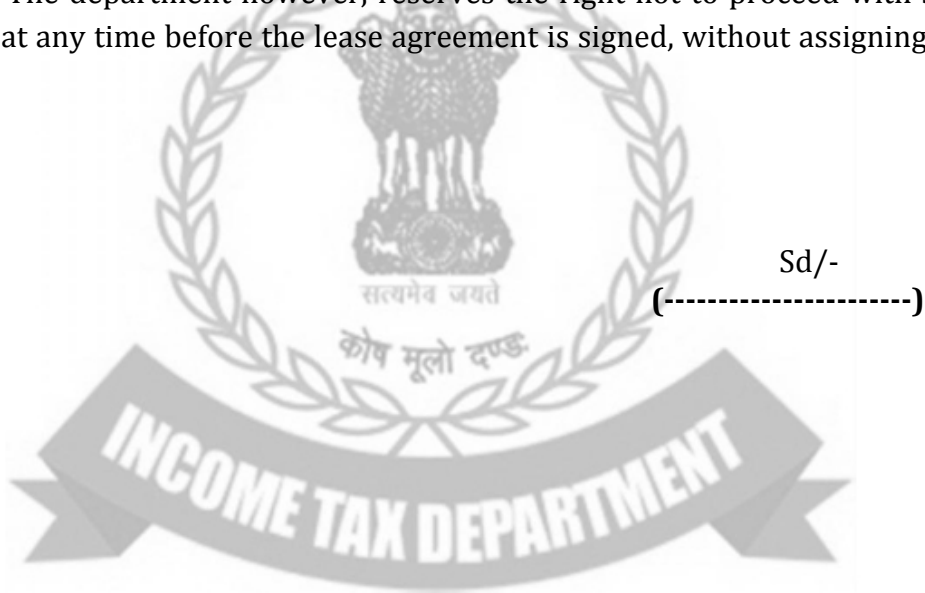 The department however, reserves the right not to proceed with
at any time before the lease agreement is signed, without assigning
Sd/-
(-----------------------)
सत्यमेव जयते
कोष मूलो दण्डः
INCOME TAX DEPARTMENT